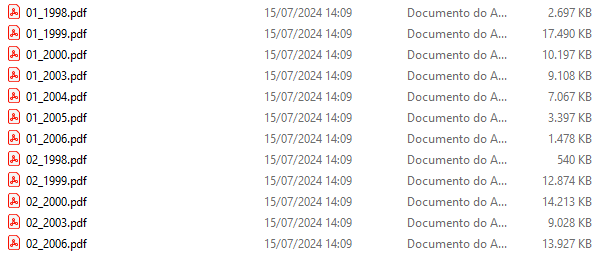 01_1998.pdf 15/07/2024 14:09 Documento do A... 2.697 KB
01_1999.pdf 15/07/2024 14:09 Documento do A... 17.490 KB
01_2000.pdf 15/07/2024 14:09 Documento do A... 10.197 KB
01_2003.pdf 15/07/2024 14:09 Documento do A... 9.108 KB
01_2004.pdf 15/07/2024 14:09 Documento do A... 7.067 KB
01_2005.pdf 15/07/2024 14:09 Documento do A... 3.397 KB
01_2006.pdf 15/07/2024 14:09 Documento do A... 1.478 KB
02_1998.pdf 15/07/2024 14:09 Documento do A... 540 KB
02_1999.pdf 15/07/2024 14:09 Documento do A... 12.874 KB
02_2000.pdf 15/07/2024 14:09 Documento do A... 14.213 KB
02_2003.pdf 15/07/2024 14:09 Documento do A... 9.028 KB
02_2006.pdf 15/07/2024 14:09 Documento do A... 13.927 KB